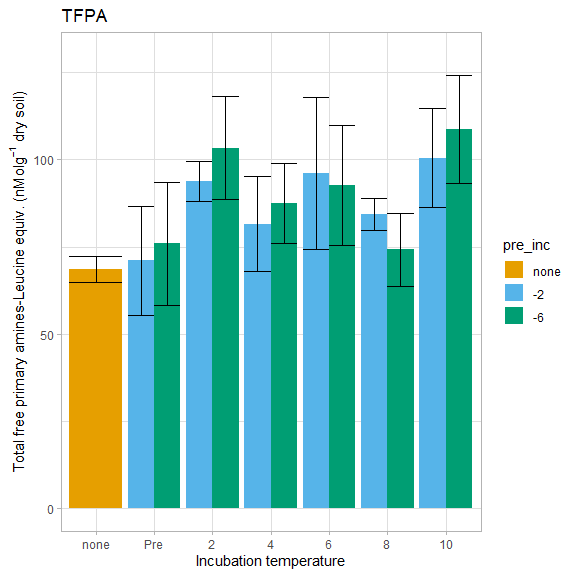 TFPA
Total free primary amines-Leucine equiv. (nMolg⁻¹ dry soil)
100
50
0
none Pre 2 4 6 8 10
Incubation temperature
pre_inc
none
-2
-6